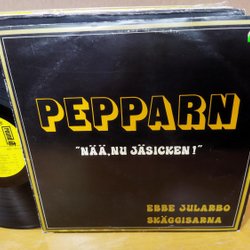 PEPPARN
"NÄÄ, NU JÄSICKEN!"
EBBE JULARBO
SKÄGGISARNA